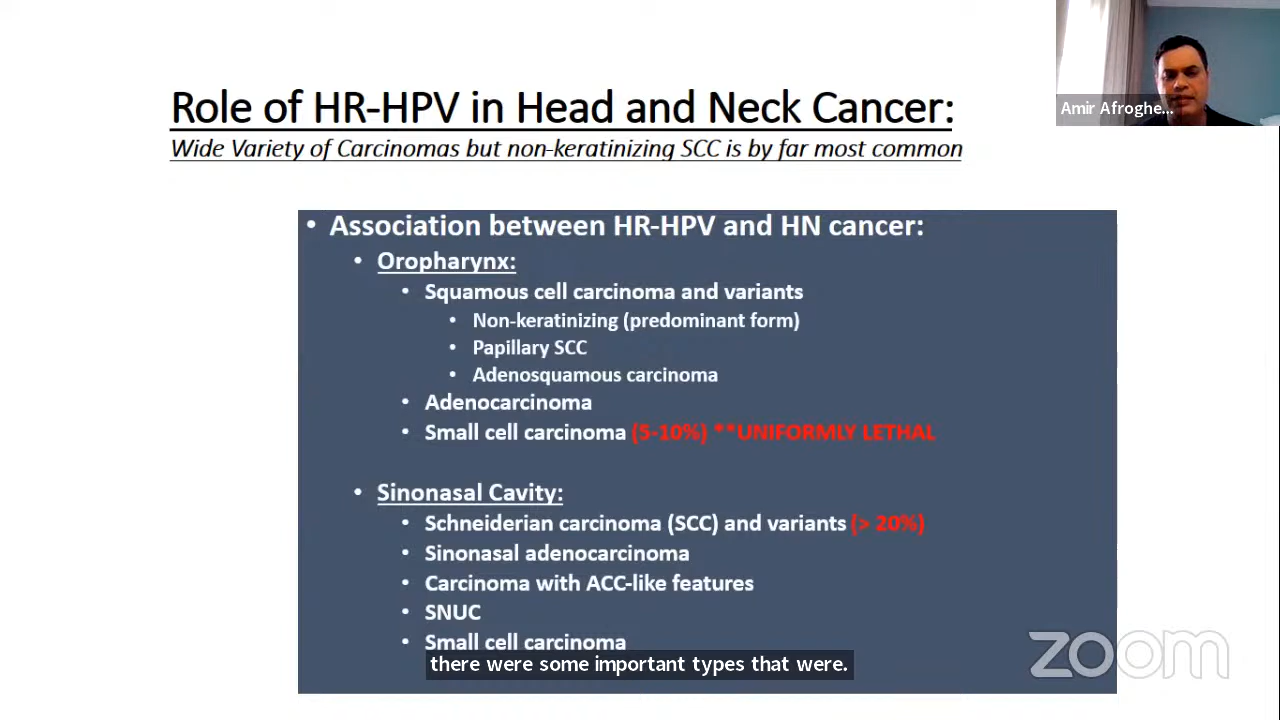 Amir Afroghe...
Role of HR-HPV in Head and Neck Cancer:
Wide Variety of Carcinomas but non-keratinizing SCC is by far most common
• Association between HR-HPV and HN cancer:
• Oropharynx:
• Squamous cell carcinoma and variants
• Non-keratinizing (predominant form)
• Papillary SCC
• Adenosquamous carcinoma
• Adenocarcinoma
• Small cell carcinoma (5-10%) **UNIFORMLY LETHAL
• Sinonasal Cavity:
• Schneiderian carcinoma (SCC) and variants (> 20%)
• Sinonasal adenocarcinoma
• Carcinoma with ACC-like features
• SNUC
• Small cell carcinoma
there were some important types that were.
zoom